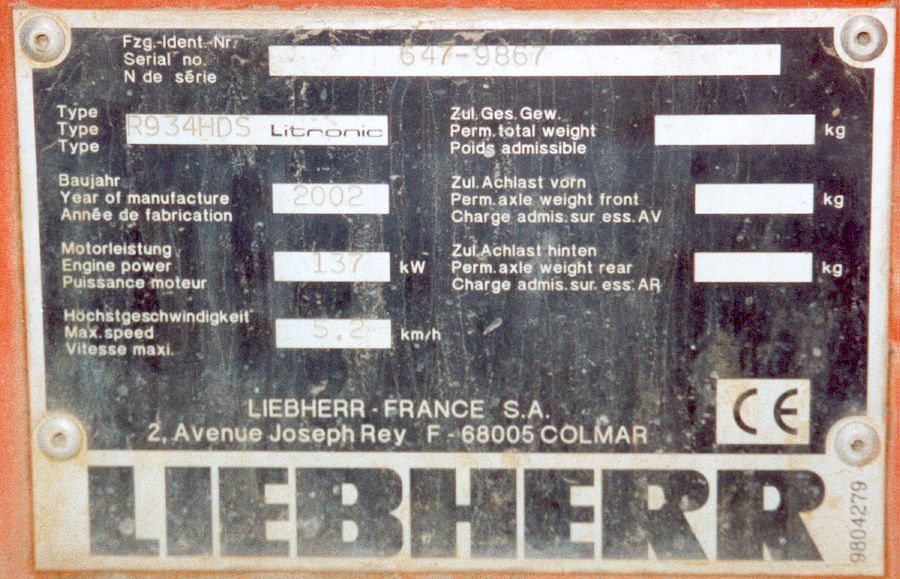 Fzg.-Ident.-Nr.
Serial no.
N de série
647-9867
Type
Type
Type
R934HDS Litronic
Baujahr
Year of manufacture
Année de fabrication
2002
Motorleistung
Engine power
Puissance moteur
137 kW
Höchstgeschwindigkeit
Max.speed
Vitesse maxi.
5.2 km/h
Zul.Ges.Gew.
Perm.total weight
Poids admissible
kg
Zul.Achlast vorn
Perm.axle weight front
Charge admis.sur ess.AV
kg
Zul.Achlast hinten
Perm.axle weight rear
Charge admis.sur.ess.AR
kg
LIEBHERR-FRANCE S.A.
2, Avenue Joseph Rey F-68005 COLMAR
CE
LIEBHERR
9804279